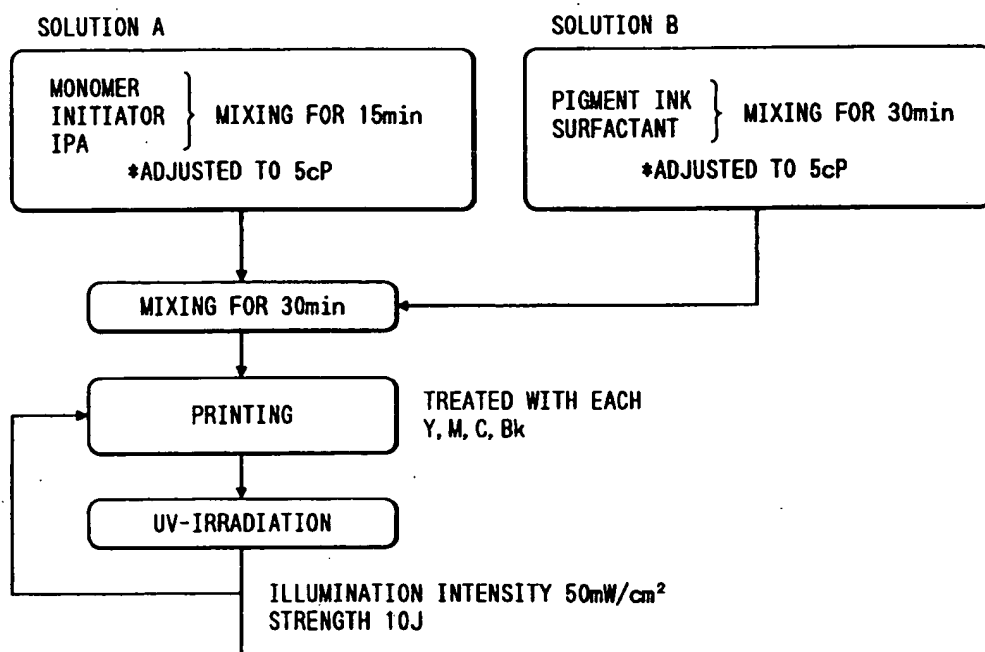 SOLUTION A
MONOMER
INITIATOR
IPA
MIXING FOR 15min
*ADJUSTED TO 5cP
SOLUTION B
PIGMENT INK
SURFACTANT
MIXING FOR 30min
*ADJUSTED TO 5cP
MIXING FOR 30min
PRINTING
TREATED WITH EACH
Y, M, C, Bk
UV-IRRADIATION
ILLUMINATION INTENSITY 50mW/cm²
STRENGTH 10J